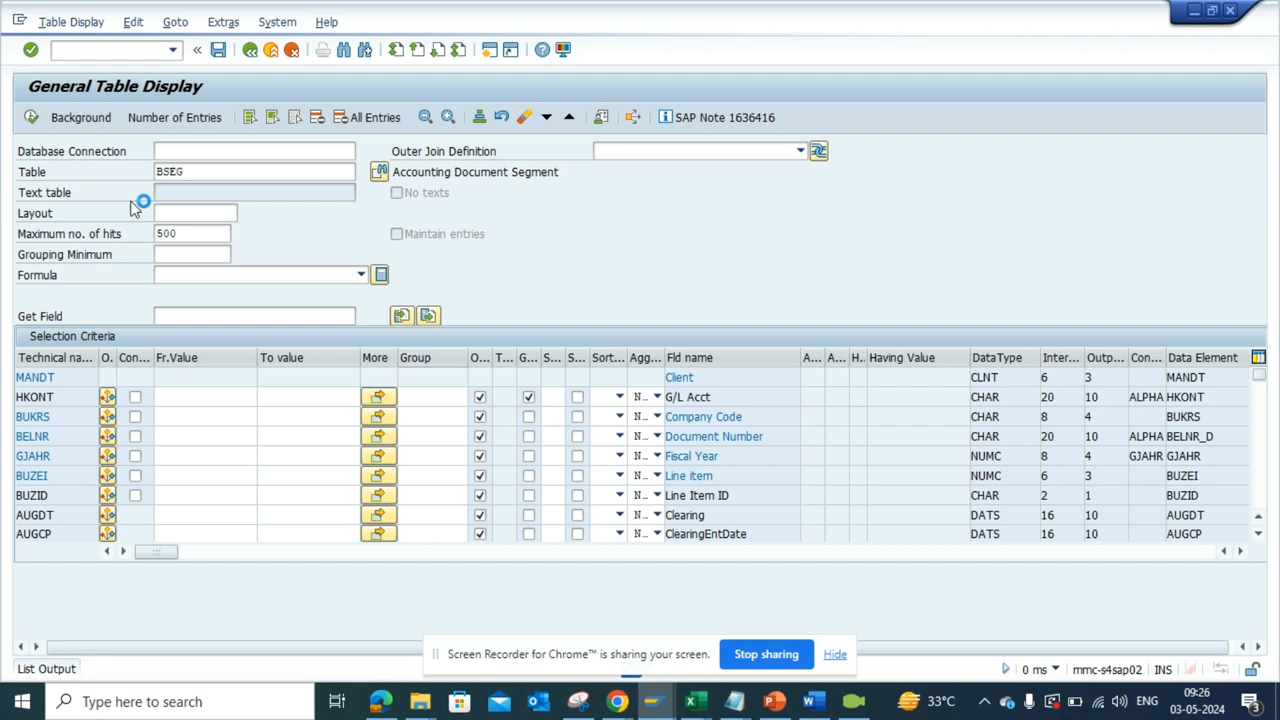 Table Display Edit Goto Extras System Help
General Table Display
Background Number of Entries All Entries SAP Note 1636416
Database Connection Outer Join Definition
Table BSEG Accounting Document Segment
Text table No texts
Layout
Maximum no. of hits 500 Maintain entries
Grouping Minimum
Formula
Get Field
Selection Criteria
Technical na... O. Con... Fr.Value To value More Group O... T... G... S... S... Sort... Agg... Fld name A... A... H.. Having Value DataType Inter... Outp... Con... Data Element
MANDT Client CLNT 6 3 MANDT
HKONT N... G/L Acct CHAR 20 10 ALPHA HKONT
BUKRS N... Company Code CHAR 8 4 BUKRS
BELNR N... Document Number CHAR 20 10 ALPHA BELNR_D
GJAHR N... Fiscal Year NUMC 8 4 GJAHR GJAHR
BUZEI N... Line item NUMC 6 3 BUZEI
BUZID N... Line Item ID CHAR 2 1 BUZID
AUGDT N... Clearing DATS 16 10 AUGDT
AUGCP N... ClearingEntDate DATS 16 10 AUGCP
Screen Recorder for Chrome™ is sharing your screen. Stop sharing Hide
List Output 0 ms mmc-s4sap02 INS
Type here to search 33°C ENG 09:26
03-05-2024 3